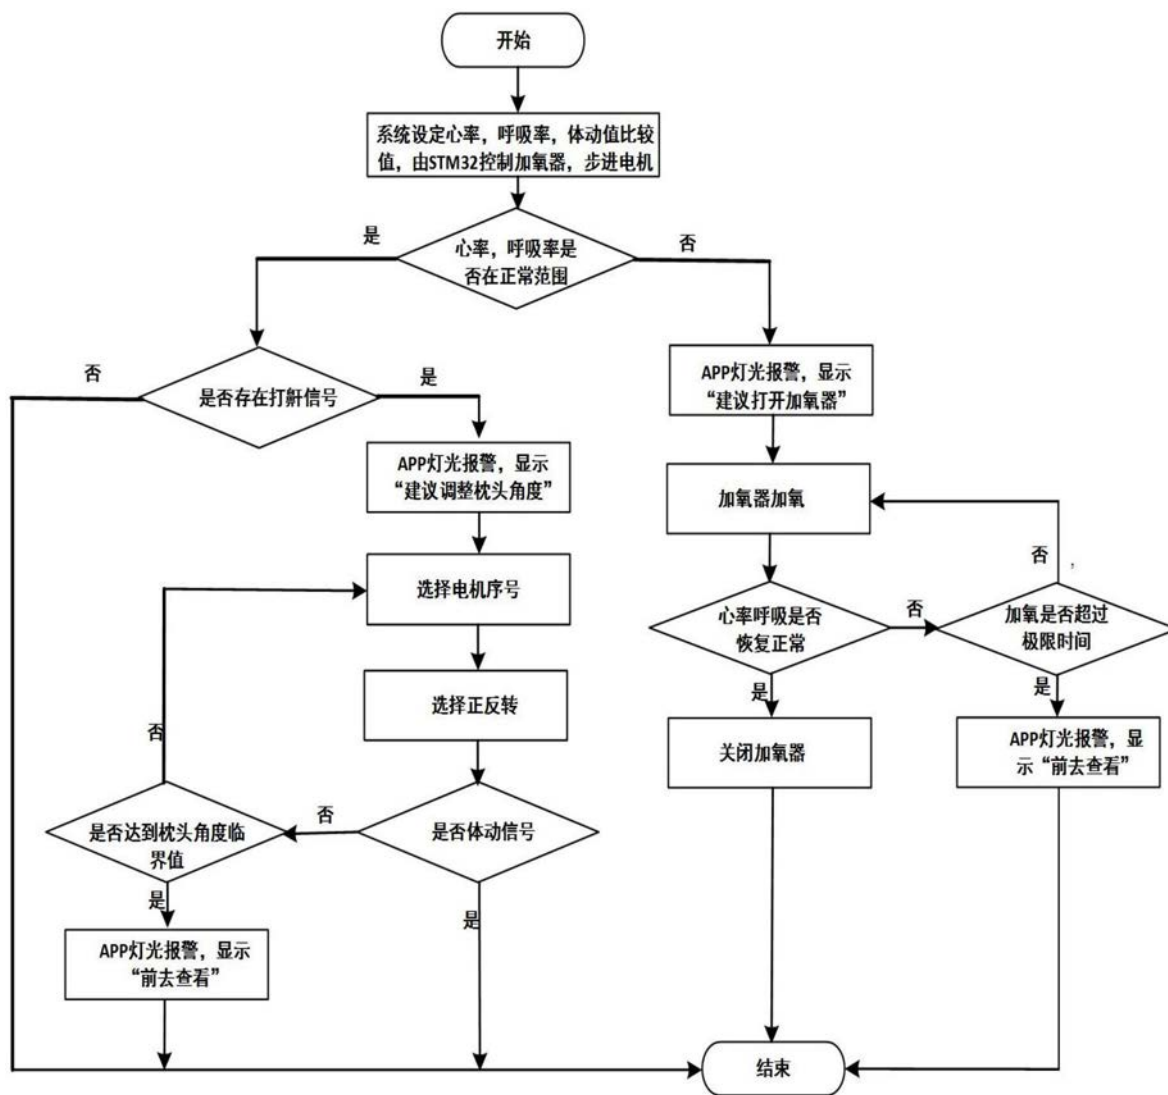 开始
系统设定心率，呼吸率，体动值比较
值，由STM32控制加氧器，步进电机
是
心率，呼吸率是
否在正常范围
否
否
是否存在打鼾信号
是
APP灯光报警，显示
“建议打开加氧器”
APP灯光报警，显示
“建议调整枕头角度”
加氧器加氧
选择电机序号
否
，
心率呼吸是否
恢复正常
否
加氧是否超过
极限时间
选择正反转
是
是
否
关闭加氧器
APP灯光报警，显
示“前去查看”
是否达到枕头角度临
界值
否
是否体动信号
是
是
APP灯光报警，显示
“前去查看”
结束